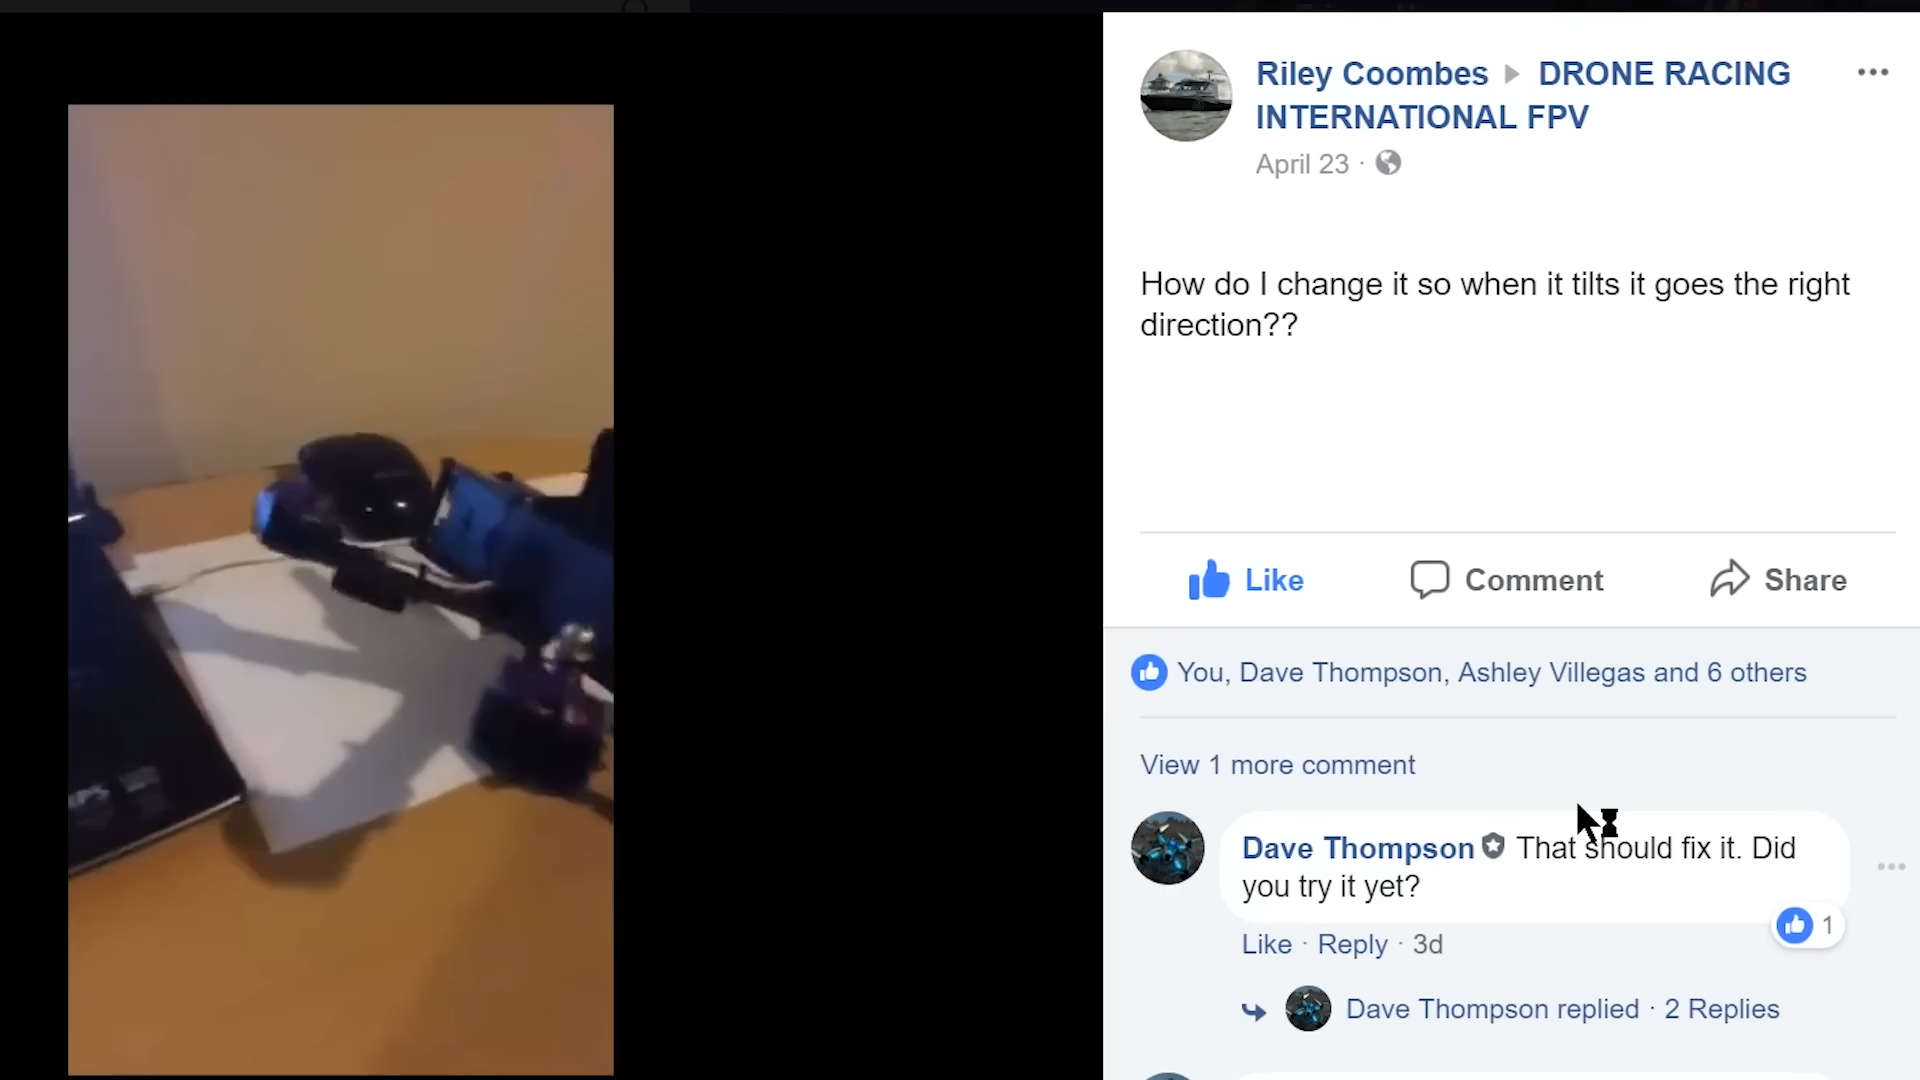 Riley Coombes ▸ DRONE RACING
INTERNATIONAL FPV
April 23 ·
How do I change it so when it tilts it goes the right
direction??
Like
Comment
Share
You, Dave Thompson, Ashley Villegas and 6 others
View 1 more comment
Dave Thompson That should fix it. Did
you try it yet?
1
Like · Reply · 3d
Dave Thompson replied · 2 Replies